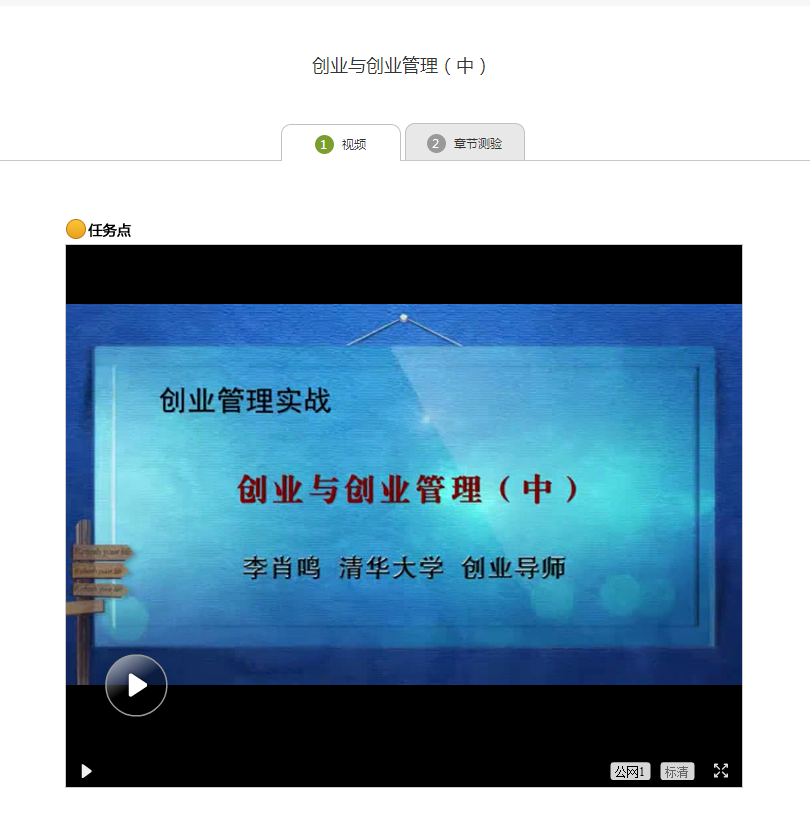 创业与创业管理（中）
1 视频
2 章节测验
任务点
创业管理实战
创业与创业管理（中）
李肖鸣 清华大学 创业导师
公网1 标清